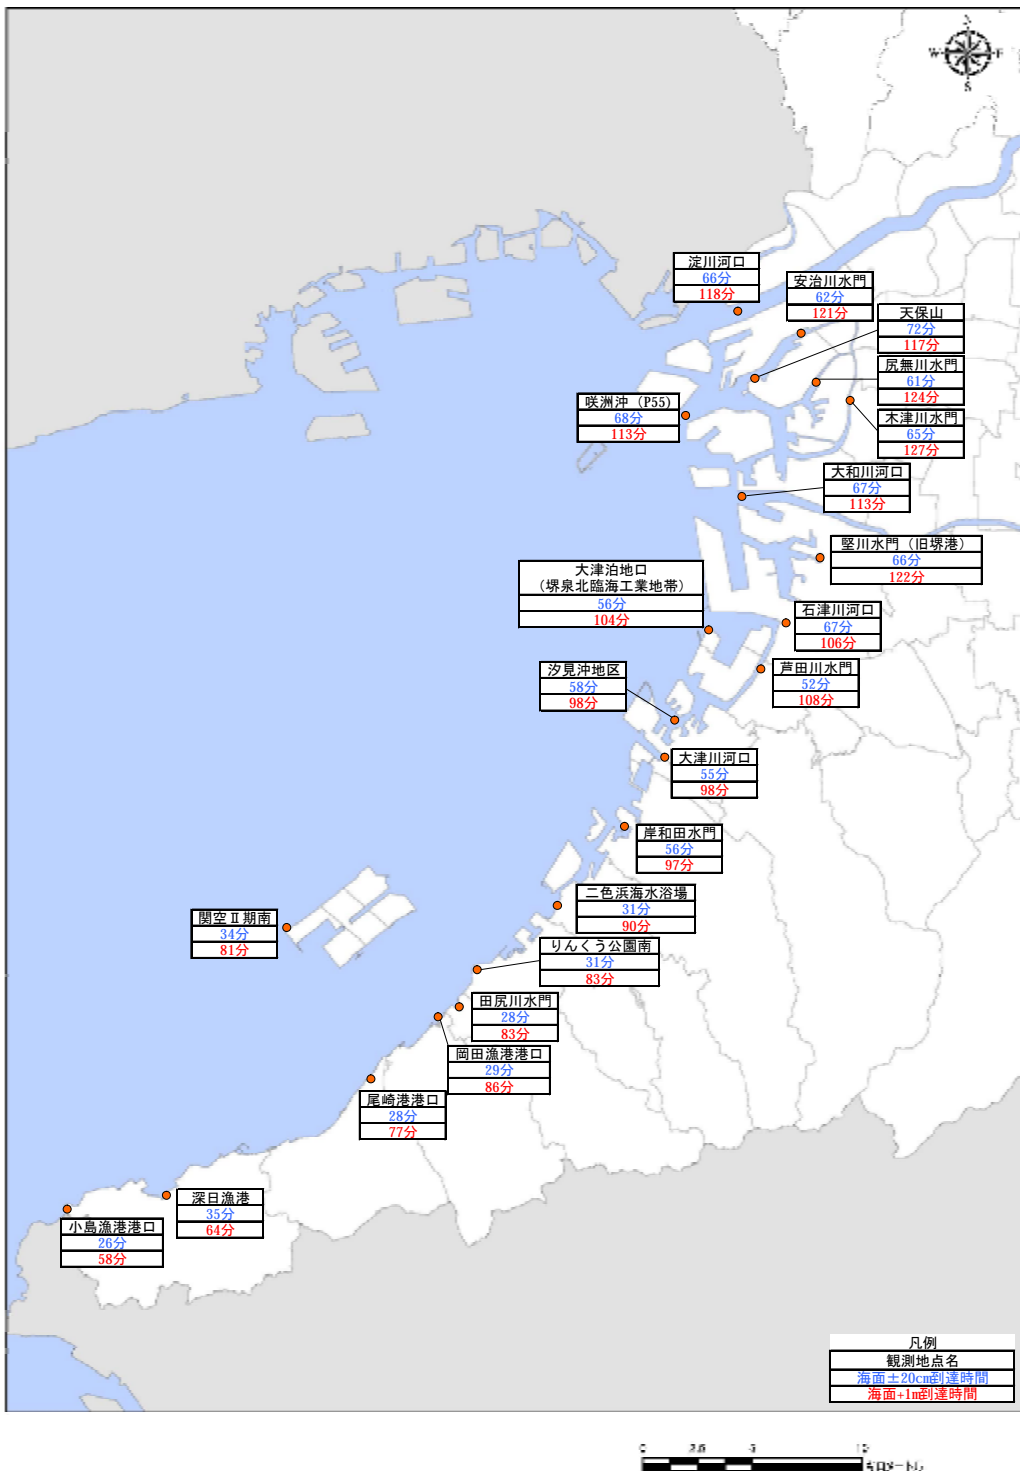 N
W E
S
淀川河口
66分
118分
安治川水門
62分
121分
天保山
72分
117分
尻無川水門
61分
124分
咲洲沖（P55）
68分
113分
木津川水門
65分
127分
大和川河口
67分
113分
堅川水門（旧堺港）
66分
122分
大津泊地口
（堺泉北臨海工業地帯）
56分
104分
石津川河口
67分
106分
汐見沖地区
58分
98分
芦田川水門
52分
108分
大津川河口
55分
98分
岸和田水門
56分
97分
二色浜海水浴場
31分
90分
関空Ⅱ期南
34分
81分
りんくう公園南
31分
83分
田尻川水門
28分
83分
岡田漁港港口
29分
86分
尾崎港港口
28分
77分
深日漁港
35分
64分
小島漁港港口
26分
58分
凡例
観測地点名
海面±20cm到達時間
海面+1m到達時間
0 2.5 5 10
キロメートル